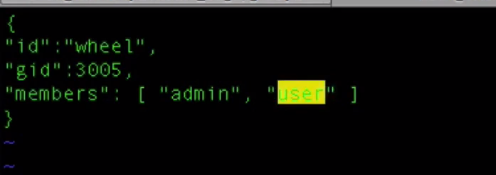 {
"id":"wheel",
"gid":3005,
"members": [ "admin", "user" ]
}
~
~